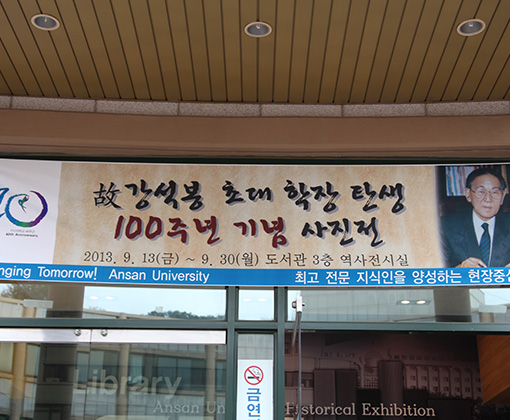 故 강석봉 초대 학장 탄생
100주년 기념 사진전
2013. 9. 13(금) ~ 9. 30(월) 도서관 3층 역사전시실
nging Tomorrow! Ansan University
최고 전문 지식인을 양성하는 현장중심
Library
금연
Ansan Un
Historical Exhibition